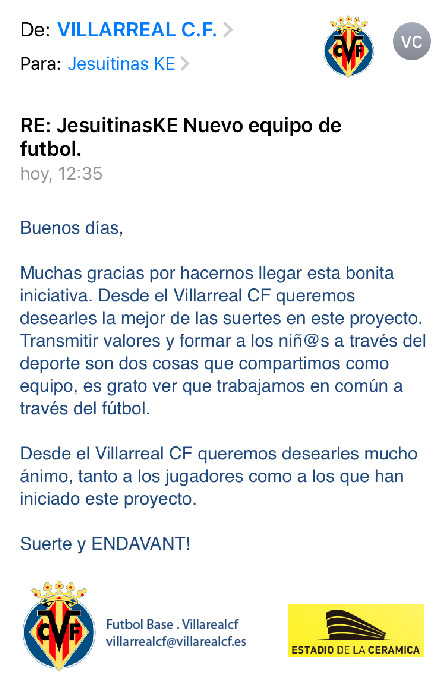 De: VILLARREAL C.F.
CVF
VC
Para: Jesuitinas KE
RE: JesuitinasKE Nuevo equipo de
futbol.
hoy, 12:35
Buenos días,
Muchas gracias por hacernos llegar esta bonita
iniciativa. Desde el Villarreal CF queremos
desearles la mejor de las suertes en este proyecto.
Transmitir valores y formar a los niñ@s a través del
deporte son dos cosas que compartimos como
equipo, es grato ver que trabajamos en común a
través del fútbol.
Desde el Villarreal CF queremos desearles mucho
ánimo, tanto a los jugadores como a los que han
iniciado este proyecto.
Suerte y ENDAVANT!
CVF
Futbol Base . Villarealcf
villarrealcf@villarealcf.es
ESTADIO DE LA CERAMICA